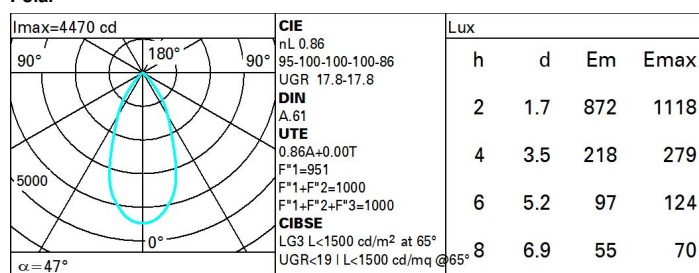 Imax=4470 cd
90°
180°
90°
5000
0°
α=47°
CIE
nL 0.86
95-100-100-100-86
UGR 17.8-17.8
DIN
A.61
UTE
0.86A+0.00T
F"1=951
F"1+F"2=1000
F"1+F"2+F"3=1000
CIBSE
LG3 L<1500 cd/m² at 65°
UGR<19 | L<1500 cd/mq @65°
Lux
h d Em Emax
2 1.7 872 1118
4 3.5 218 279
6 5.2 97 124
8 6.9 55 70